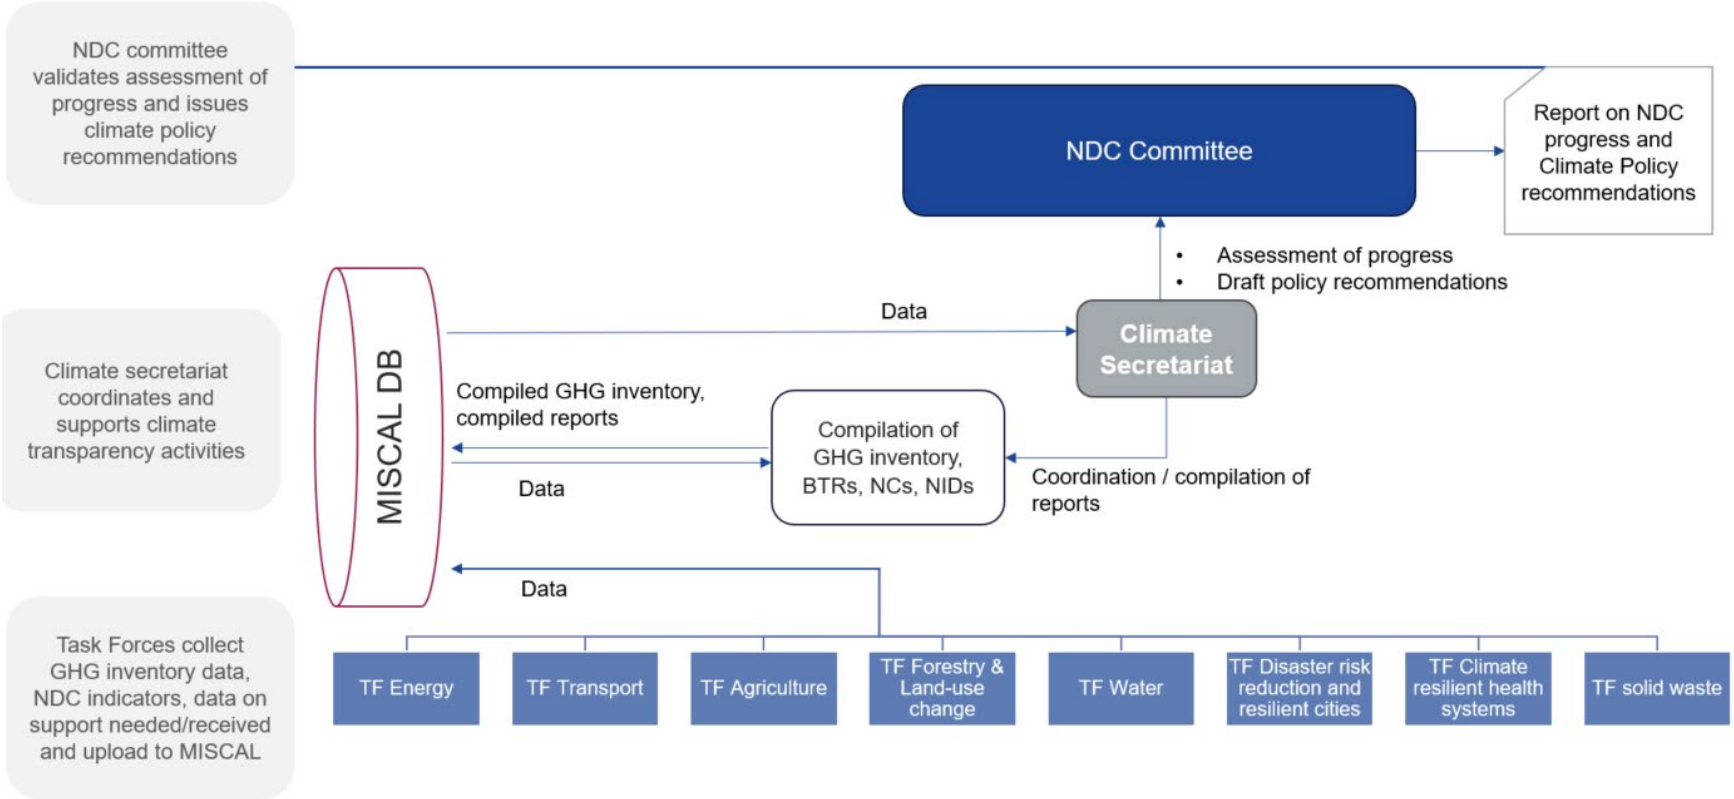 NDC committee
validates assessment of
progress and issues
climate policy
recommendations
NDC Committee
Report on NDC
progress and
Climate Policy
recommendations
• Assessment of progress
• Draft policy recommendations
Data
Climate
Secretariat
Climate secretariat
coordinates and
supports climate
transparency activities
MISCAL DB
Compiled GHG inventory,
compiled reports
Data
Compilation of
GHG inventory,
BTRs, NCs, NIDs
Coordination / compilation of
reports
Data
Task Forces collect
GHG inventory data,
NDC indicators, data on
support needed/received
and upload to MISCAL
TF Energy
TF Transport
TF Agriculture
TF Forestry &
Land-use
change
TF Water
TF Disaster risk
reduction and
resilient cities
TF Climate
resilient health
systems
TF solid waste